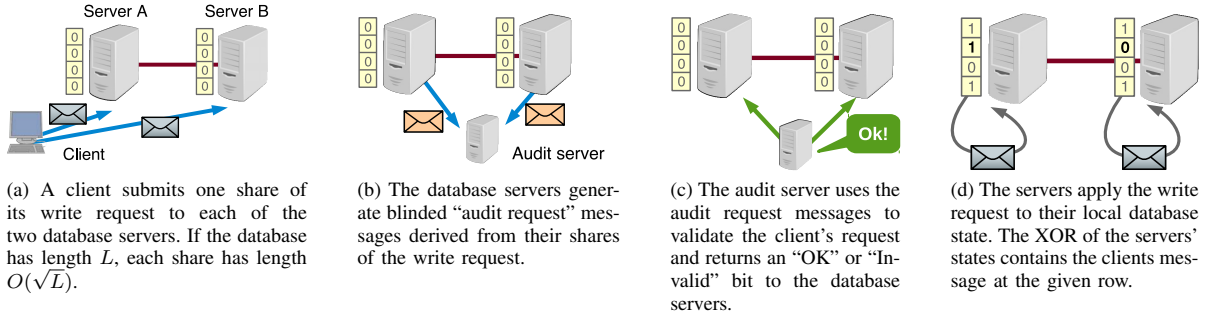 Server A
Server B
0
0
0
0
0
0
0
0
Client
(a) A client submits one share of
its write request to each of the
two database servers. If the database
has length L, each share has length
O(√L).
0
0
0
0
0
0
0
0
Audit server
(b) The database servers gener-
ate blinded “audit request” mes-
sages derived from their shares
of the write request.
0
0
0
0
0
0
0
0
Ok!
(c) The audit server uses the
audit request messages to
validate the client’s request
and returns an “OK” or “In-
valid” bit to the database
servers.
1
1
0
1
1
0
0
1
(d) The servers apply the write
request to their local database
state. The XOR of the servers’
states contains the clients mes-
sage at the given row.